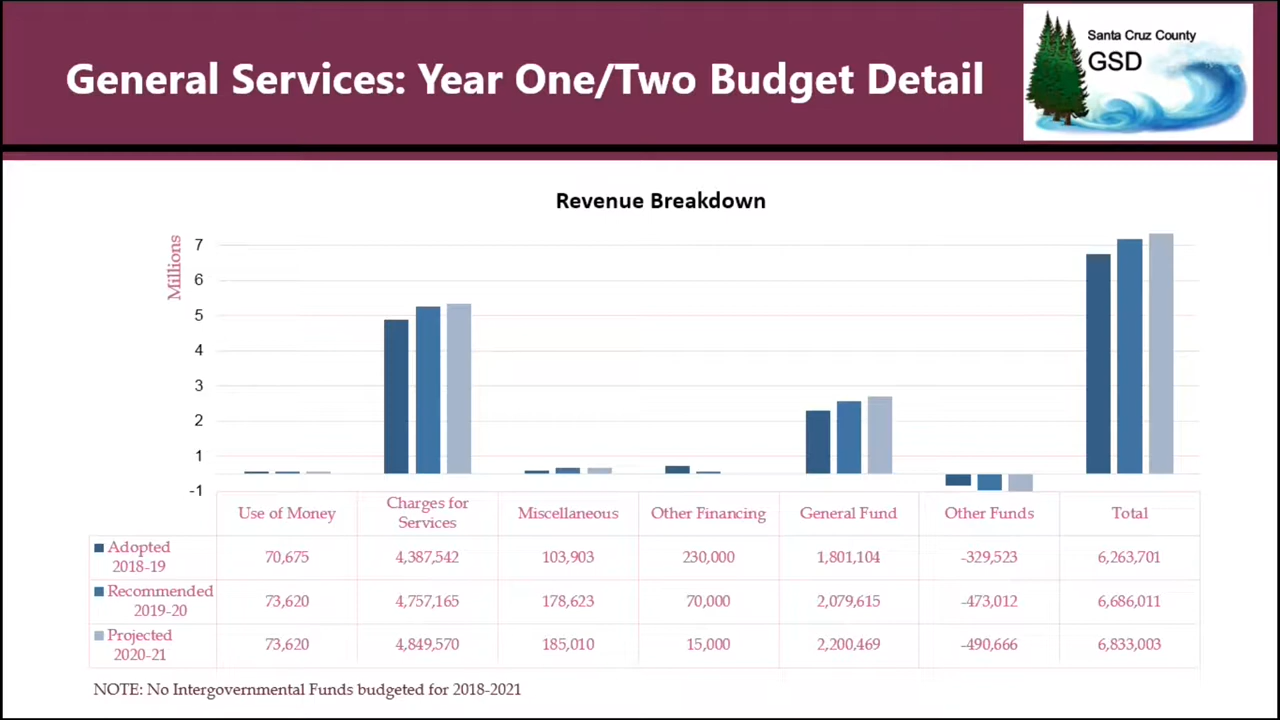 General Services: Year One/Two Budget Detail
Santa Cruz County
GSD
Revenue Breakdown
Millions
7
6
5
4
3
2
1
-1
Use of Money
Charges for
Services
Miscellaneous
Other Financing
General Fund
Other Funds
Total
Adopted
2018-19
70,675
4,387,542
103,903
230,000
1,801,104
-329,523
6,263,701
Recommended
2019-20
73,620
4,757,165
178,623
70,000
2,079,615
-473,012
6,686,011
Projected
2020-21
73,620
4,849,570
185,010
15,000
2,200,469
-490,666
6,833,003
NOTE: No Intergovernmental Funds budgeted for 2018-2021